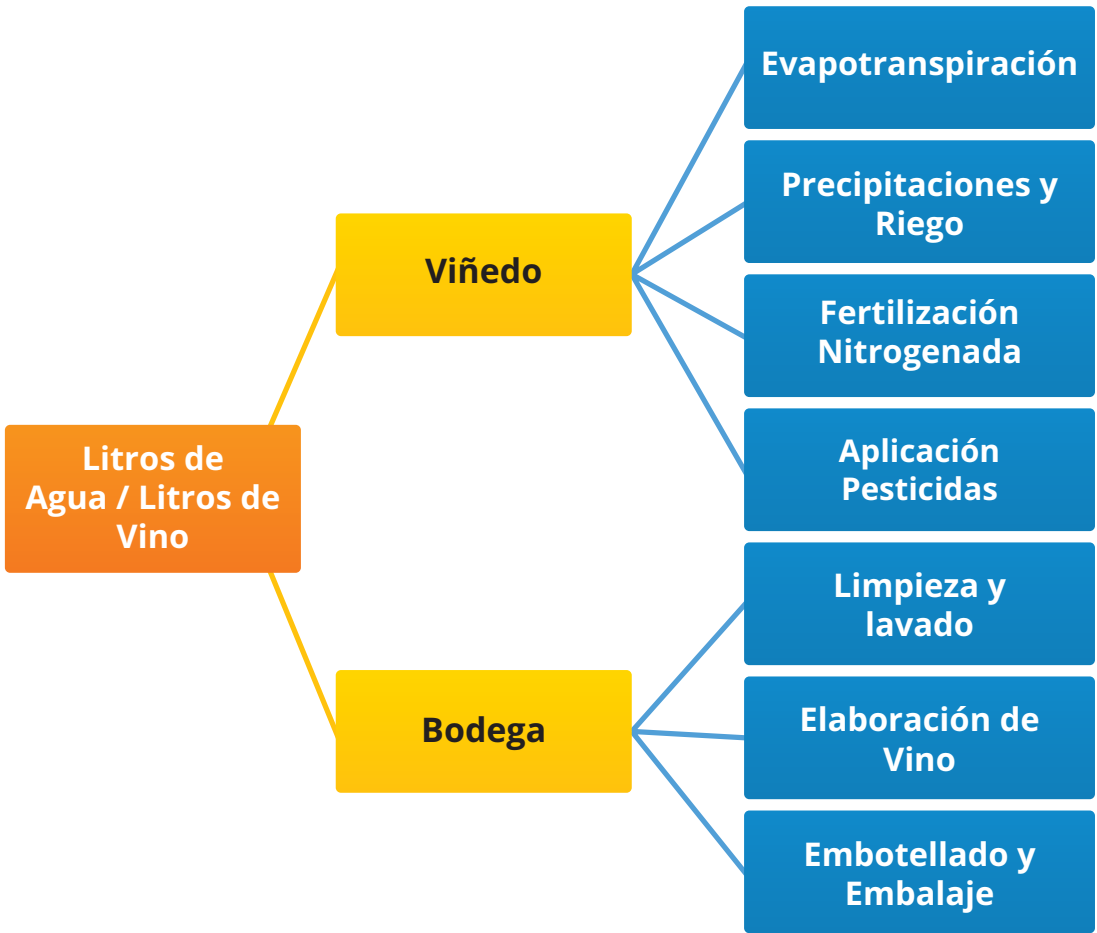 Litros de
Agua / Litros de
Vino
Viñedo
Evapotranspiración
Precipitaciones y
Riego
Fertilización
Nitrogenada
Aplicación
Pesticidas
Bodega
Limpieza y
lavado
Elaboración de
Vino
Embotellado y
Embalaje